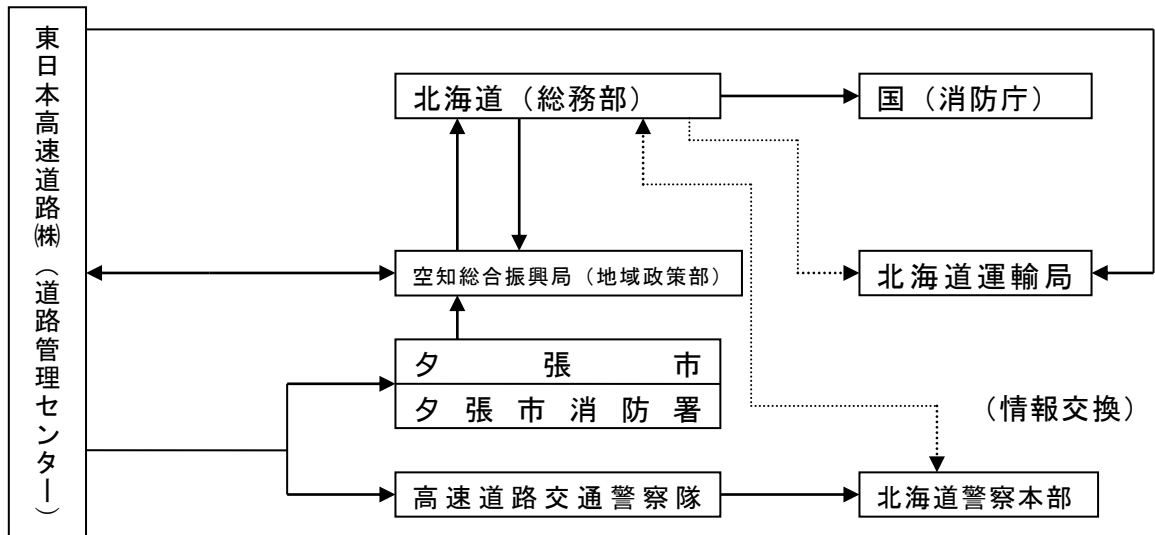 東日本高速道路㈱（道路管理センター）
北海道（総務部）
国（消防庁）
空知総合振興局（地域政策部）
北海道運輸局
夕張市
夕張市消防署
（情報交換）
高速道路交通警察隊
北海道警察本部